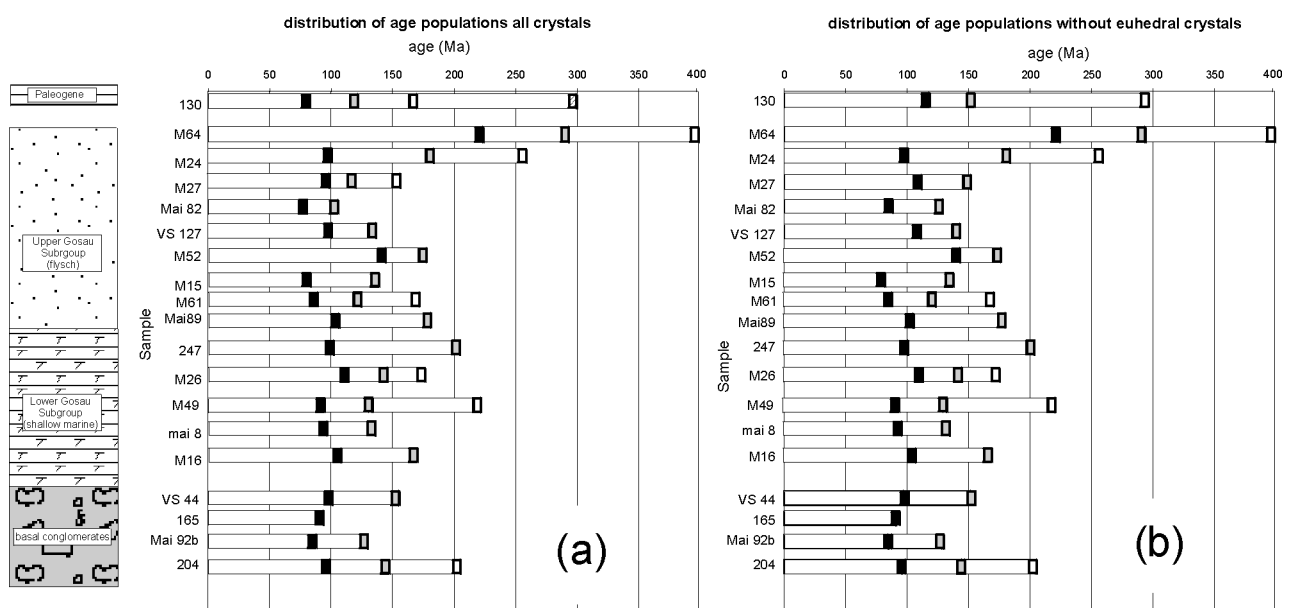 distribution of age populations all crystals
age (Ma)
0 50 100 150 200 250 300 400
Paleogene
Upper Gosau
Subrgoup
(flysch)
Lower Gosau
Subgroup
(shallow marine)
basal conglomerates
Sample
130
M64
M24
M27
Mai 82
VS 127
M52
M15
M61
Mai89
247
M26
M49
mai 8
M16
VS 44
165
Mai 92b
204
(a)
distribution of age populations without euhedral crystals
age (Ma)
0 50 100 150 200 250 300 400
Sample
130
M64
M24
M27
Mai 82
VS 127
M52
M15
M61
Mai89
247
M26
M49
mai 8
M16
VS 44
165
Mai 92b
204
(b)